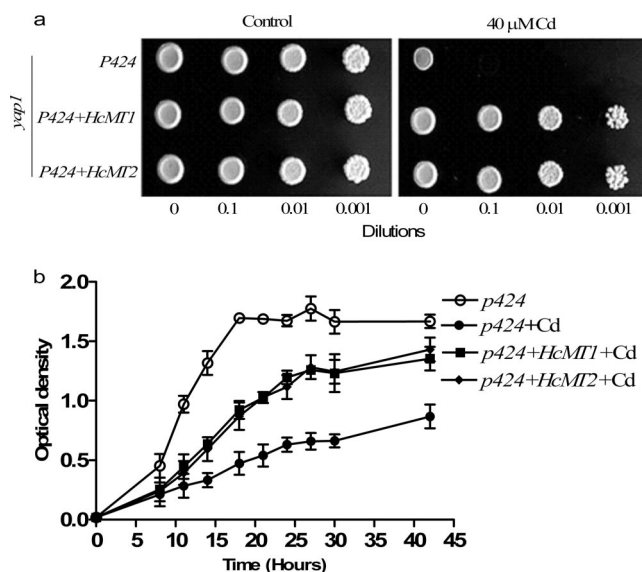 a
Control
40 μM Cd
yap1
P424
P424+HcMT1
P424+HcMT2
0 0.1 0.01 0.001 0 0.1 0.01 0.001
Dilutions
b
Optical density
2.0
1.5
1.0
0.5
0.0
0 5 10 15 20 25 30 35 40 45
Time (Hours)
p424
p424+Cd
p424+HcMT1+Cd
p424+HcMT2+Cd